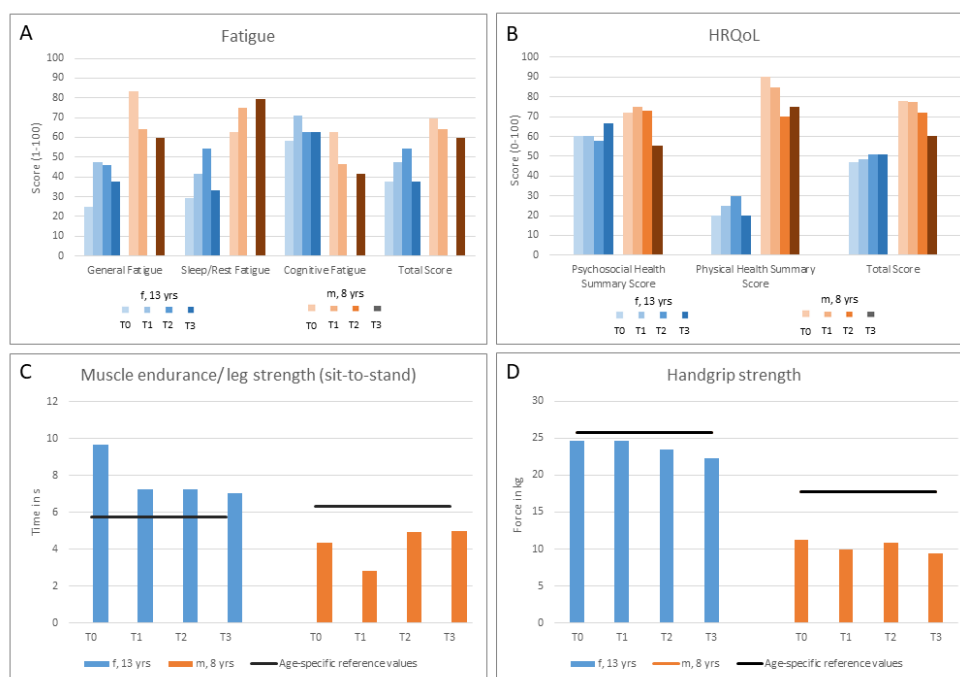 A
Fatigue
Score (1-100)
100
90
80
70
60
50
40
30
20
10
0
General Fatigue Sleep/Rest Fatigue Cognitive Fatigue Total Score
f, 13 yrs m, 8 yrs
T0 T1 T2 T3 T0 T1 T2 T3
B
HRQoL
Score (0-100)
100
90
80
70
60
50
40
30
20
10
0
Psychosocial Health Physical Health Summary Total Score
Summary Score Score
f, 13 yrs m, 8 yrs
T0 T1 T2 T3 T0 T1 T2 T3
C
Muscle endurance/ leg strength (sit-to-stand)
Time in s
12
10
8
6
4
2
0
T0 T1 T2 T3 T0 T1 T2 T3
f, 13 yrs m, 8 yrs Age-specific reference values
D
Handgrip strength
Force in kg
30
25
20
15
10
5
0
T0 T1 T2 T3 T0 T1 T2 T3
f, 13 yrs m, 8 yrs Age-specific reference values